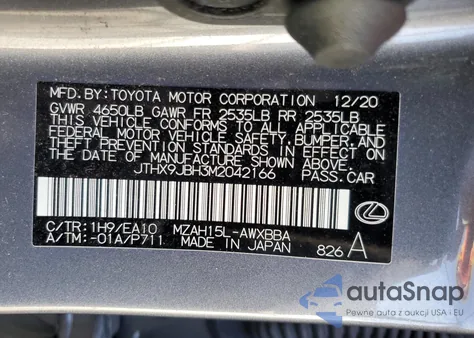 MFD. BY: TOYOTA MOTOR CORPORATION 12/20
GVWR 4650LB GAWR FR 2535LB RR 2535LB
THIS VEHICLE CONFORMS TO ALL APPLICABLE
FEDERAL MOTOR VEHICLE SAFETY, BUMPER, AND
THEFT PREVENTION STANDARDS IN EFFECT ON
THE DATE OF MANUFACTURE SHOWN ABOVE.
JTHX9JBH3M2042166 PASS.CAR
C/TR: 1H9/EA10 MZAH15L-AWXBBA
A/TM: -01A/P711 MADE IN JAPAN 826 A
autaSnap
Pewne auta z aukcji USA i EU